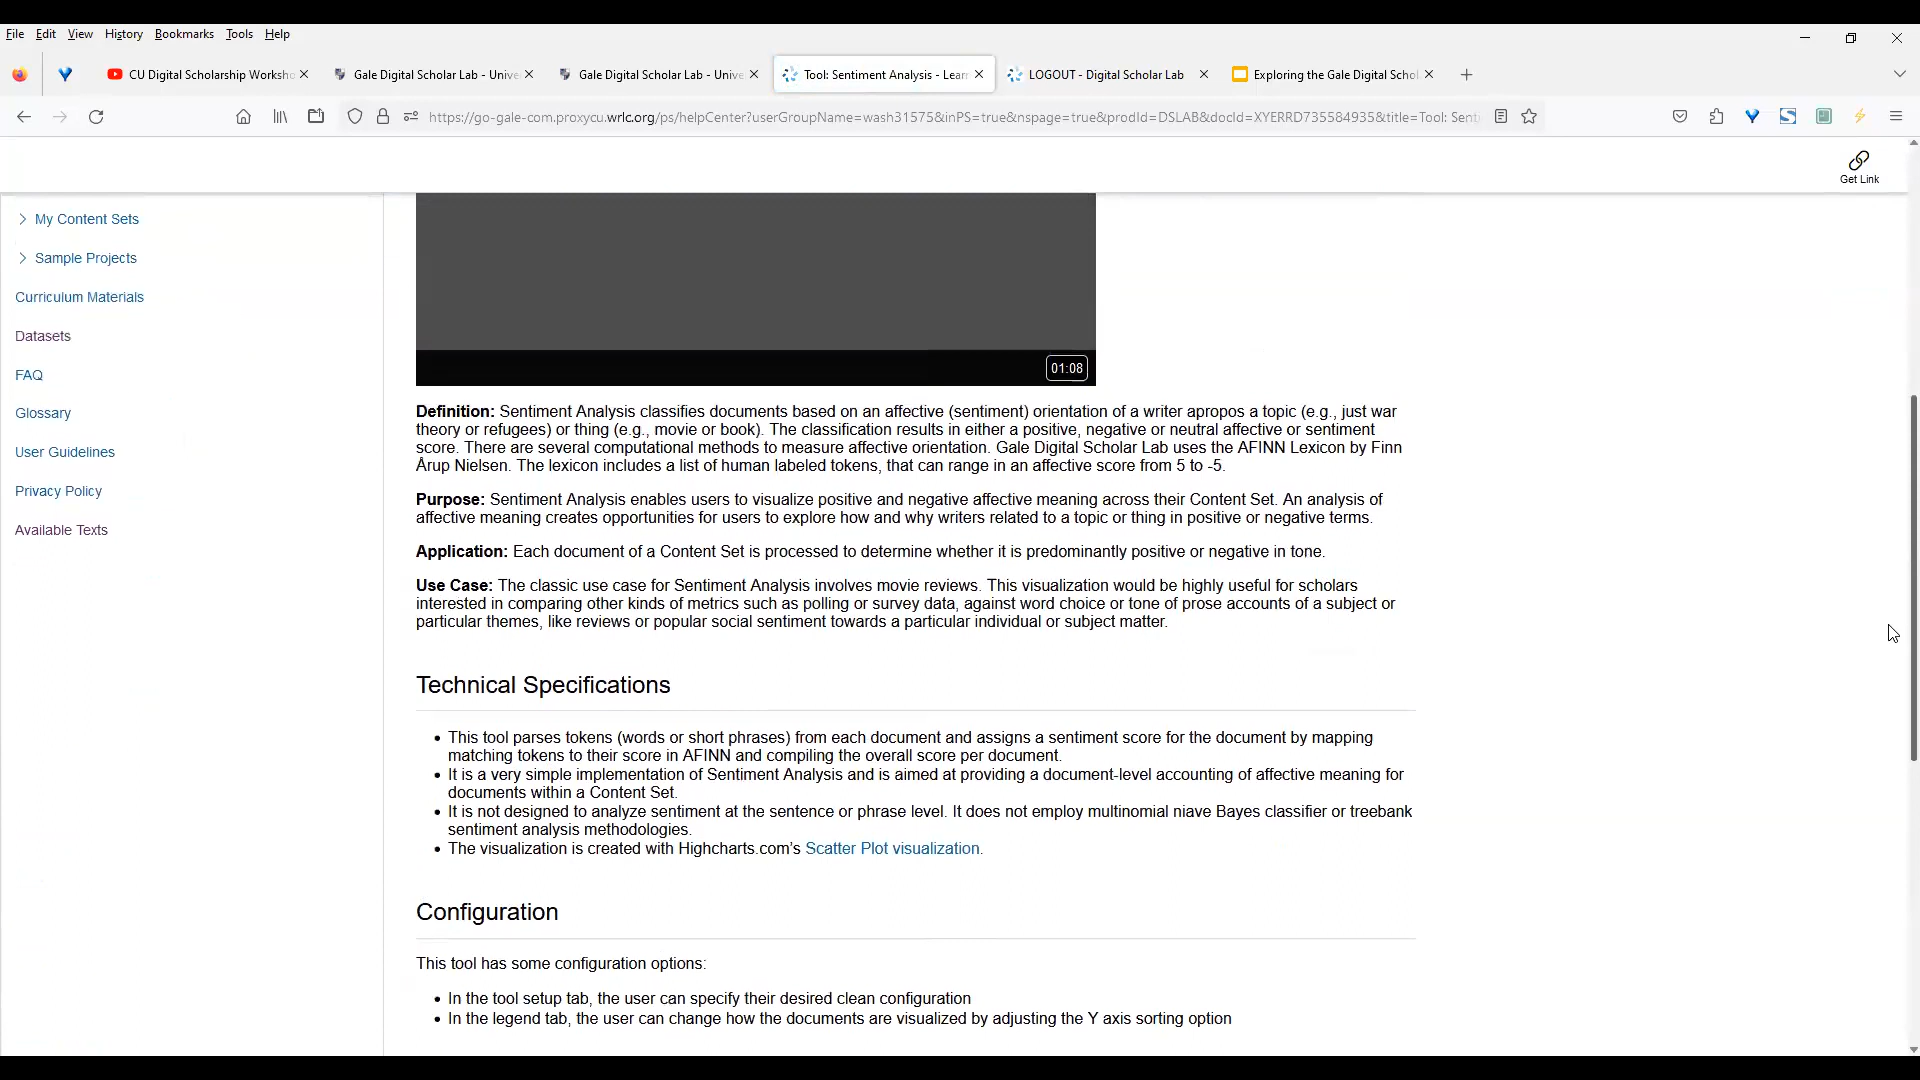 File Edit View History Bookmarks Tools Help
CU Digital Scholarship Worksho
Gale Digital Scholar Lab - Unive
Gale Digital Scholar Lab - Unive
Tool: Sentiment Analysis - Lear
LOGOUT - Digital Scholar Lab
Exploring the Gale Digital Schol
https://go-gale-com.proxycu.wrlc.org/ps/helpCenter?userGroupName=wash31575&inPS=true&nspage=true&prodId=DSLAB&docId=XYERRD735584935&title=Tool: Sent
Get Link
My Content Sets
Sample Projects
Curriculum Materials
Datasets
FAQ
Glossary
User Guidelines
Privacy Policy
Available Texts
01:08
Definition: Sentiment Analysis classifies documents based on an affective (sentiment) orientation of a writer apropos a topic (e.g., just war
theory or refugees) or thing (e.g., movie or book). The classification results in either a positive, negative or neutral affective or sentiment
score. There are several computational methods to measure affective orientation. Gale Digital Scholar Lab uses the AFINN Lexicon by Finn
Årup Nielsen. The lexicon includes a list of human labeled tokens, that can range in an affective score from 5 to -5.
Purpose: Sentiment Analysis enables users to visualize positive and negative affective meaning across their Content Set. An analysis of
affective meaning creates opportunities for users to explore how and why writers related to a topic or thing in positive or negative terms.
Application: Each document of a Content Set is processed to determine whether it is predominantly positive or negative in tone.
Use Case: The classic use case for Sentiment Analysis involves movie reviews. This visualization would be highly useful for scholars
interested in comparing other kinds of metrics such as polling or survey data, against word choice or tone of prose accounts of a subject or
particular themes, like reviews or popular social sentiment towards a particular individual or subject matter.
Technical Specifications
• This tool parses tokens (words or short phrases) from each document and assigns a sentiment score for the document by mapping
matching tokens to their score in AFINN and compiling the overall score per document.
• It is a very simple implementation of Sentiment Analysis and is aimed at providing a document-level accounting of affective meaning for
documents within a Content Set.
• It is not designed to analyze sentiment at the sentence or phrase level. It does not employ multinomial niave Bayes classifier or treebank
sentiment analysis methodologies.
• The visualization is created with Highcharts.com's Scatter Plot visualization.
Configuration
This tool has some configuration options:
• In the tool setup tab, the user can specify their desired clean configuration
• In the legend tab, the user can change how the documents are visualized by adjusting the Y axis sorting option